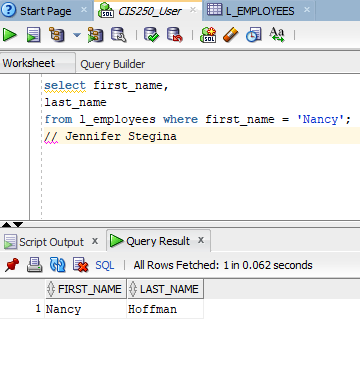 Start Page CIS250_User L_EMPLOYEES
SQL
Worksheet Query Builder
select first_name,
last_name
from l_employees where first_name = 'Nancy';
// Jennifer Stegina
Script Output x Query Result x
SQL | All Rows Fetched: 1 in 0.062 seconds
FIRST_NAME LAST_NAME
1 Nancy Hoffman